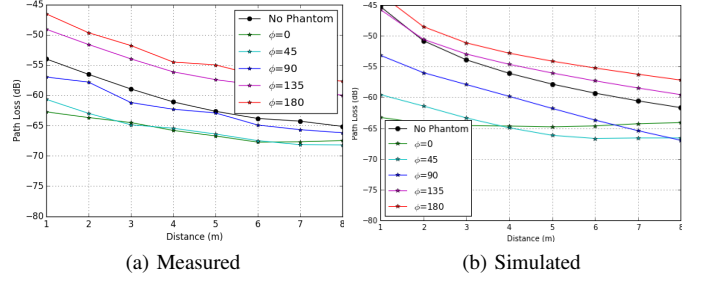 −45
−50
−55
−60
−65
−70
−75
−80
Path Loss (dB)
1 2 3 4 5 6 7 8
Distance (m)
No Phantom
ϕ=0
ϕ=45
ϕ=90
ϕ=135
ϕ=180
(a) Measured
−45
−50
−55
−60
−65
−70
−75
−80
Path Loss (dB)
1 2 3 4 5 6 7 8
Distance (m)
No Phantom
ϕ=0
ϕ=45
ϕ=90
ϕ=135
ϕ=180
(b) Simulated